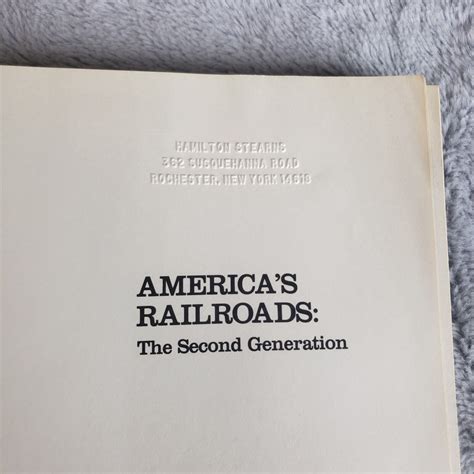 HAMILTON STEARNS
362 SUSQUEHANNA ROAD
ROCHESTER, NEW YORK 14618
AMERICA'S
RAILROADS:
The Second Generation